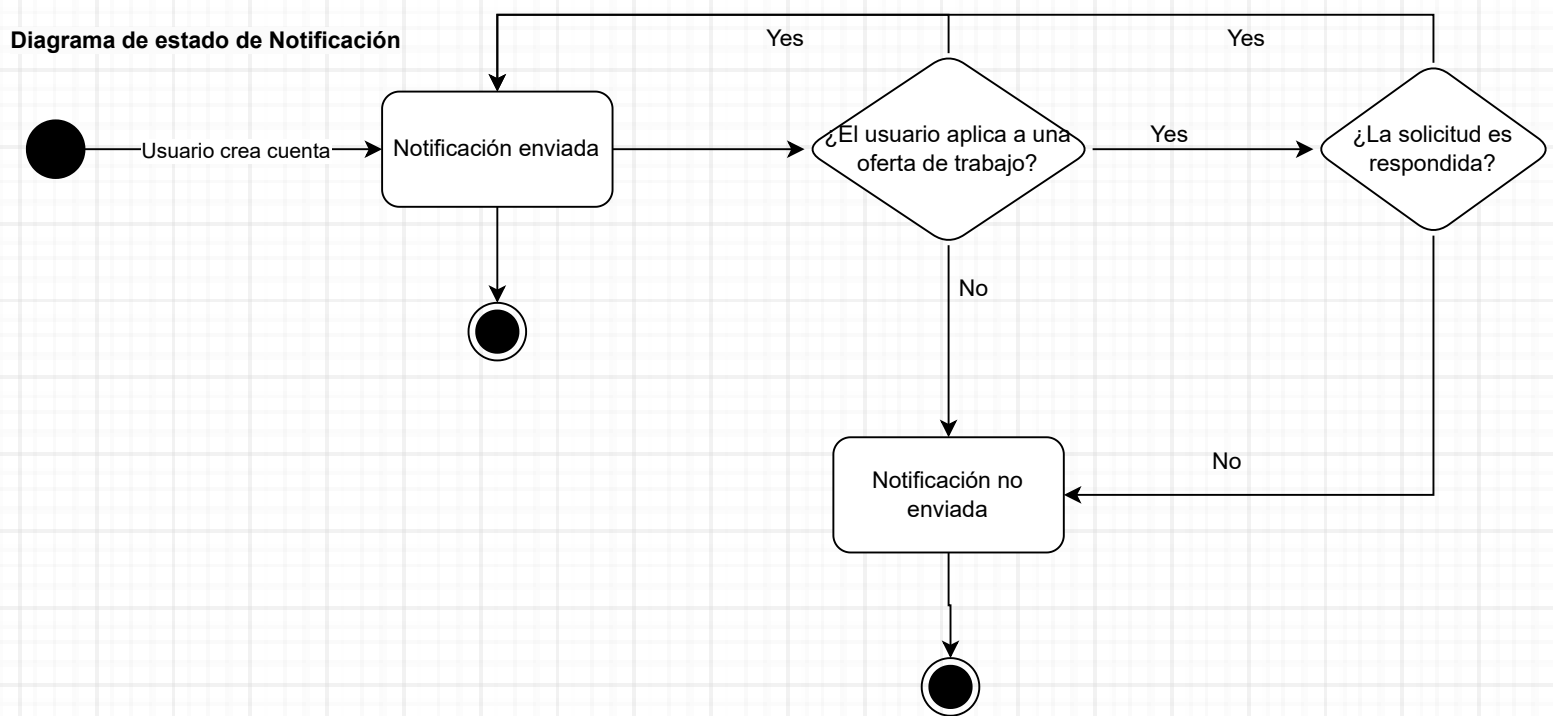 Diagrama de estado de Notificación
Yes
Yes
Usuario crea cuenta
Notificación enviada
¿El usuario aplica a una
oferta de trabajo?
Yes
¿La solicitud es
respondida?
No
No
Notificación no
enviada